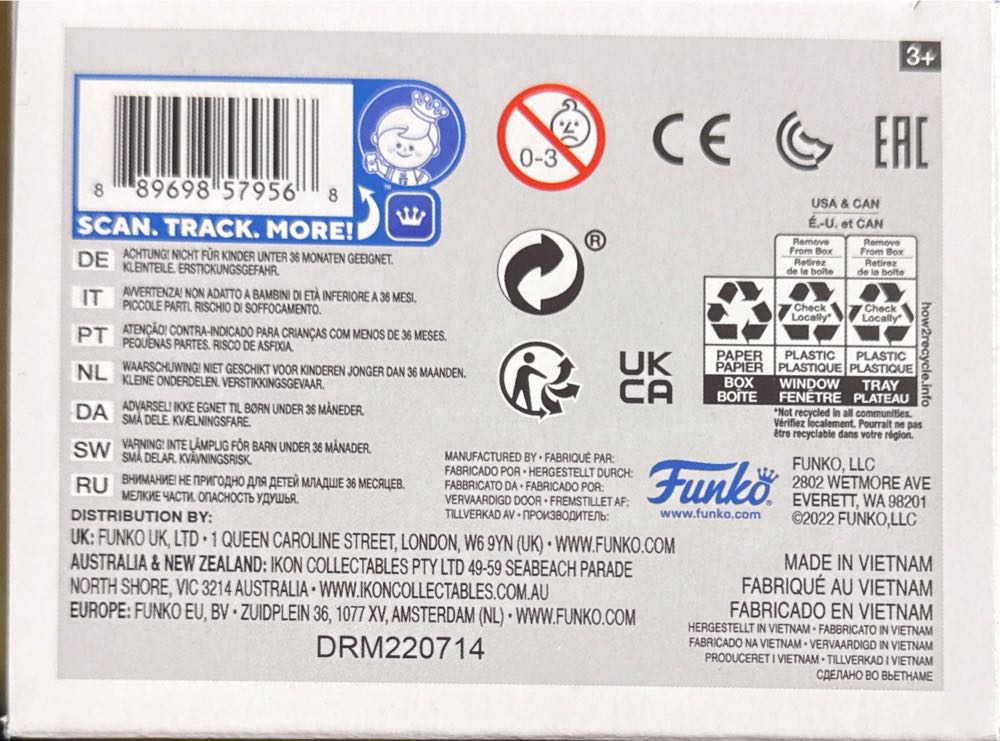 3+
8 89698 57956 8
™
SCAN. TRACK. MORE!
0-3
CE
EAC
®
UK
CA
USA & CAN
É.-U. et CAN
Remove From Box
Retirez de la boîte
PAPER
PAPIER
BOX
BOÎTE
Remove From Box
Retirez de la boîte
Check Locally*
PLASTIC
PLASTIQUE
WINDOW
FENÊTRE
Check Locally*
PLASTIC
PLASTIQUE
TRAY
PLATEAU
how2recycle.info
*Not recycled in all communities.
Vérifiez localement. Pourrait ne pas
être recyclable dans votre région.
DE ACHTUNG! NICHT FÜR KINDER UNTER 36 MONATEN GEEIGNET.
KLEINTEILE. ERSTICKUNGSGEFAHR.
IT AVVERTENZA! NON ADATTO A BAMBINI DI ETÀ INFERIORE A 36 MESI.
PICCOLE PARTI. RISCHIO DI SOFFOCAMENTO.
PT ATENÇÃO! CONTRA-INDICADO PARA CRIANÇAS COM MENOS DE 36 MESES.
PEQUENAS PARTES. RISCO DE ASFIXIA.
NL WAARSCHUWING! NIET GESCHIKT VOOR KINDEREN JONGER DAN 36 MAANDEN.
KLEINE ONDERDELEN. VERSTIKKINGSGEVAAR.
DA ADVARSEL! IKKE EGNET TIL BØRN UNDER 36 MÅNEDER.
SMÅ DELE. KVÆLNINGSFARE.
SW VARNING! INTE LÄMPLIG FÖR BARN UNDER 36 MÅNADER.
SMÅ DELAR. KVÄVNINGSRISK.
RU ВНИМАНИЕ! НЕ ПРИГОДНО ДЛЯ ДЕТЕЙ МЛАДШЕ 36 МЕСЯЦЕВ.
МЕЛКИЕ ЧАСТИ. ОПАСНОСТЬ УДУШЬЯ.
MANUFACTURED BY • FABRIQUÉ PAR:
FABRICADO POR • HERGESTELLT DURCH:
FABBRICATO DA • FABRICADO POR:
VERVAARDIGD DOOR • FREMSTILLET AF:
TILLVERKAD AV • ПРОИЗВОДИТЕЛЬ:
Funko®
www.funko.com
FUNKO, LLC
2802 WETMORE AVE
EVERETT, WA 98201
©2022 FUNKO,LLC
DISTRIBUTION BY:
UK: FUNKO UK, LTD • 1 QUEEN CAROLINE STREET, LONDON, W6 9YN (UK) • WWW.FUNKO.COM
AUSTRALIA & NEW ZEALAND: IKON COLLECTABLES PTY LTD 49-59 SEABEACH PARADE
NORTH SHORE, VIC 3214 AUSTRALIA • WWW.IKONCOLLECTABLES.COM.AU
EUROPE: FUNKO EU, BV • ZUIDPLEIN 36, 1077 XV, AMSTERDAM (NL) • WWW.FUNKO.COM
DRM220714
MADE IN VIETNAM
FABRIQUÉ AU VIETNAM
FABRICADO EN VIETNAM
HERGESTELLT IN VIETNAM • FABBRICATO IN VIETNAM
FABRICADO NA VIETNAM • VERVAARDIGD IN VIETNAM
PRODUCERET I VIETNAM • TILLVERKAD I VIETNAM
СДЕЛАНО ВО ВЬЕТНАМЕ